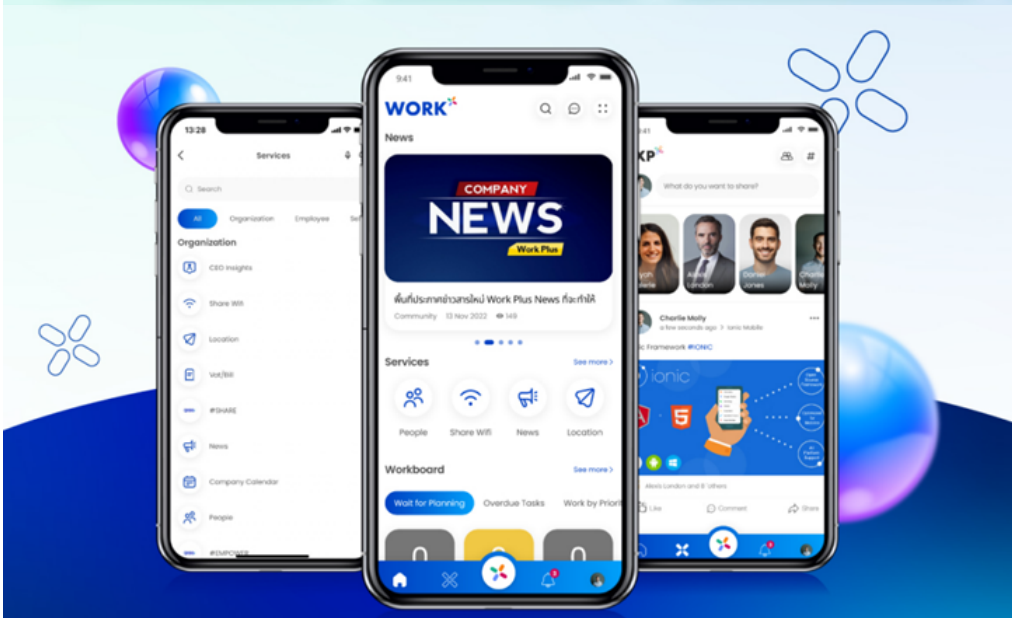 13:28
Services
Search
All Organization Employee
Organization
CEO Insights
Share Wifi
Location
Vat/Bill
#SHARE
News
Company Calendar
People
#EMPOWER
9:41
WORK
News
COMPANY
NEWS
Work Plus
พื้นที่ประกาศข่าวสารใหม่ Work Plus News ที่จะทำให้
Community 13 Nov 2022 149
Services See more >
People Share Wifi News Location
Workboard See more >
Wait for Planning Overdue Tasks Work by Priorit
3
:41
KP
#
What do you want to share?
Alexis London
Daniel Jones
Charlie Molly
Charlie Molly
a few seconds ago > Ionic Mobile
ic Framework #IONIC
ionic
5
Alexis London and 8 others
Like Comment Share
3